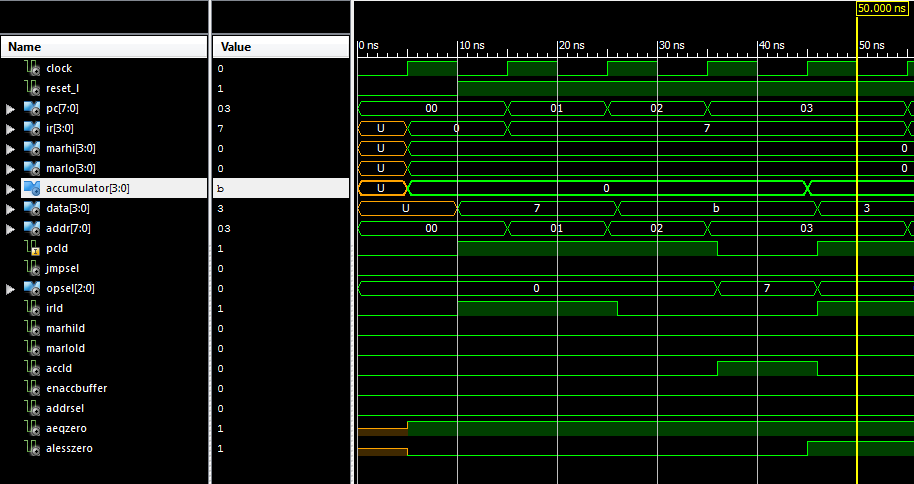 50.000 ns
Name Value 0 ns 10 ns 20 ns 30 ns 40 ns 50 ns
clock 0
reset_l 1
pc[7:0] 03 00 01 02 03
ir[3:0] 7 U 0 7
marhi[3:0] 0 U 0
marlo[3:0] 0 U 0
accumulator[3:0] b U 0
data[3:0] 3 U 7 b 3
addr[7:0] 03 00 01 02 03
pcld 1
jmpsel 0
opsel[2:0] 0 0 7
irld 1
marhild 0
marlold 0
accld 0
enaccbuffer 0
addrsel 0
aeqzero 1
alesszero 1